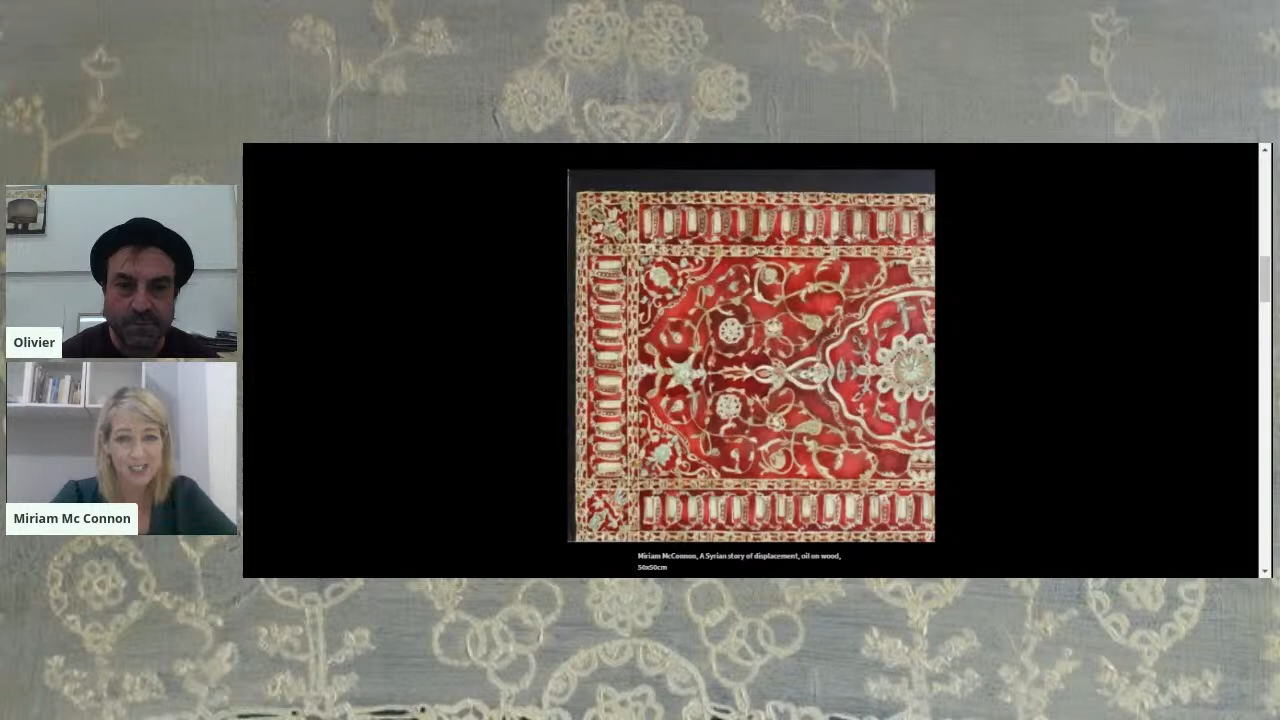 Olivier
Miriam Mc Connon
Miriam McConnon, A Syrian story of displacement, oil on wood,
50x50cm